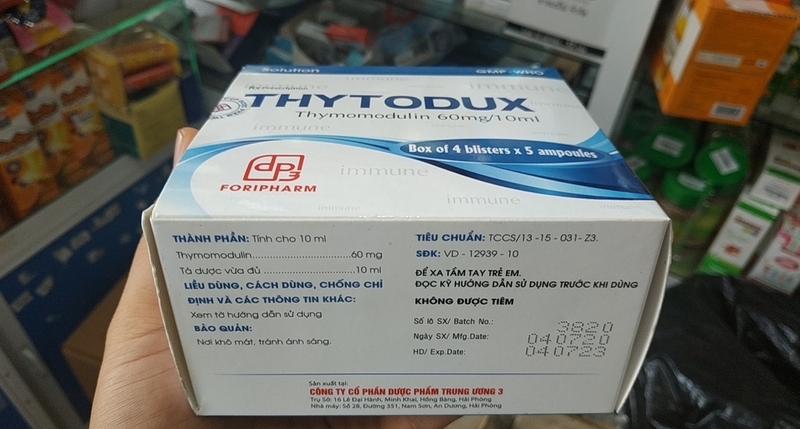 Solution
GMP-WHO
Rx Prescription
THYTODUX
Thymomodulin 60mg/10ml
immune
immune
immune
Box of 4 blisters x 5 ampoules
dp3
FORIPHARM
immune
immune
THÀNH PHẦN: Tính cho 10 ml
Thymomodulin............................60 mg
Tá dược vừa đủ ........................10 ml
LIỀU DÙNG, CÁCH DÙNG, CHỐNG CHỈ
ĐỊNH VÀ CÁC THÔNG TIN KHÁC:
Xem tờ hướng dẫn sử dụng
BẢO QUẢN:
Nơi khô mát, tránh ánh sáng.
TIÊU CHUẨN: TCCS/13 -15 - 031- Z3.
SĐK: VD - 12939 - 10
ĐỂ XA TẦM TAY TRẺ EM.
ĐỌC KỸ HƯỚNG DẪN SỬ DỤNG TRƯỚC KHI DÙNG
KHÔNG ĐƯỢC TIÊM
Số lô SX/ Batch No.: 3820
Ngày SX/ Mfg.Date: 040720
HD/ Exp.Date: 040723
Sản xuất tại:
CÔNG TY CỔ PHẦN DƯỢC PHẨM TRUNG ƯƠNG 3
Trụ Sở: 16 Lê Đại Hành, Minh Khai, Hồng Bàng, Hải Phòng
Nhà máy: Số 28, Đường 351, Nam Sơn, An Dương, Hải Phòng